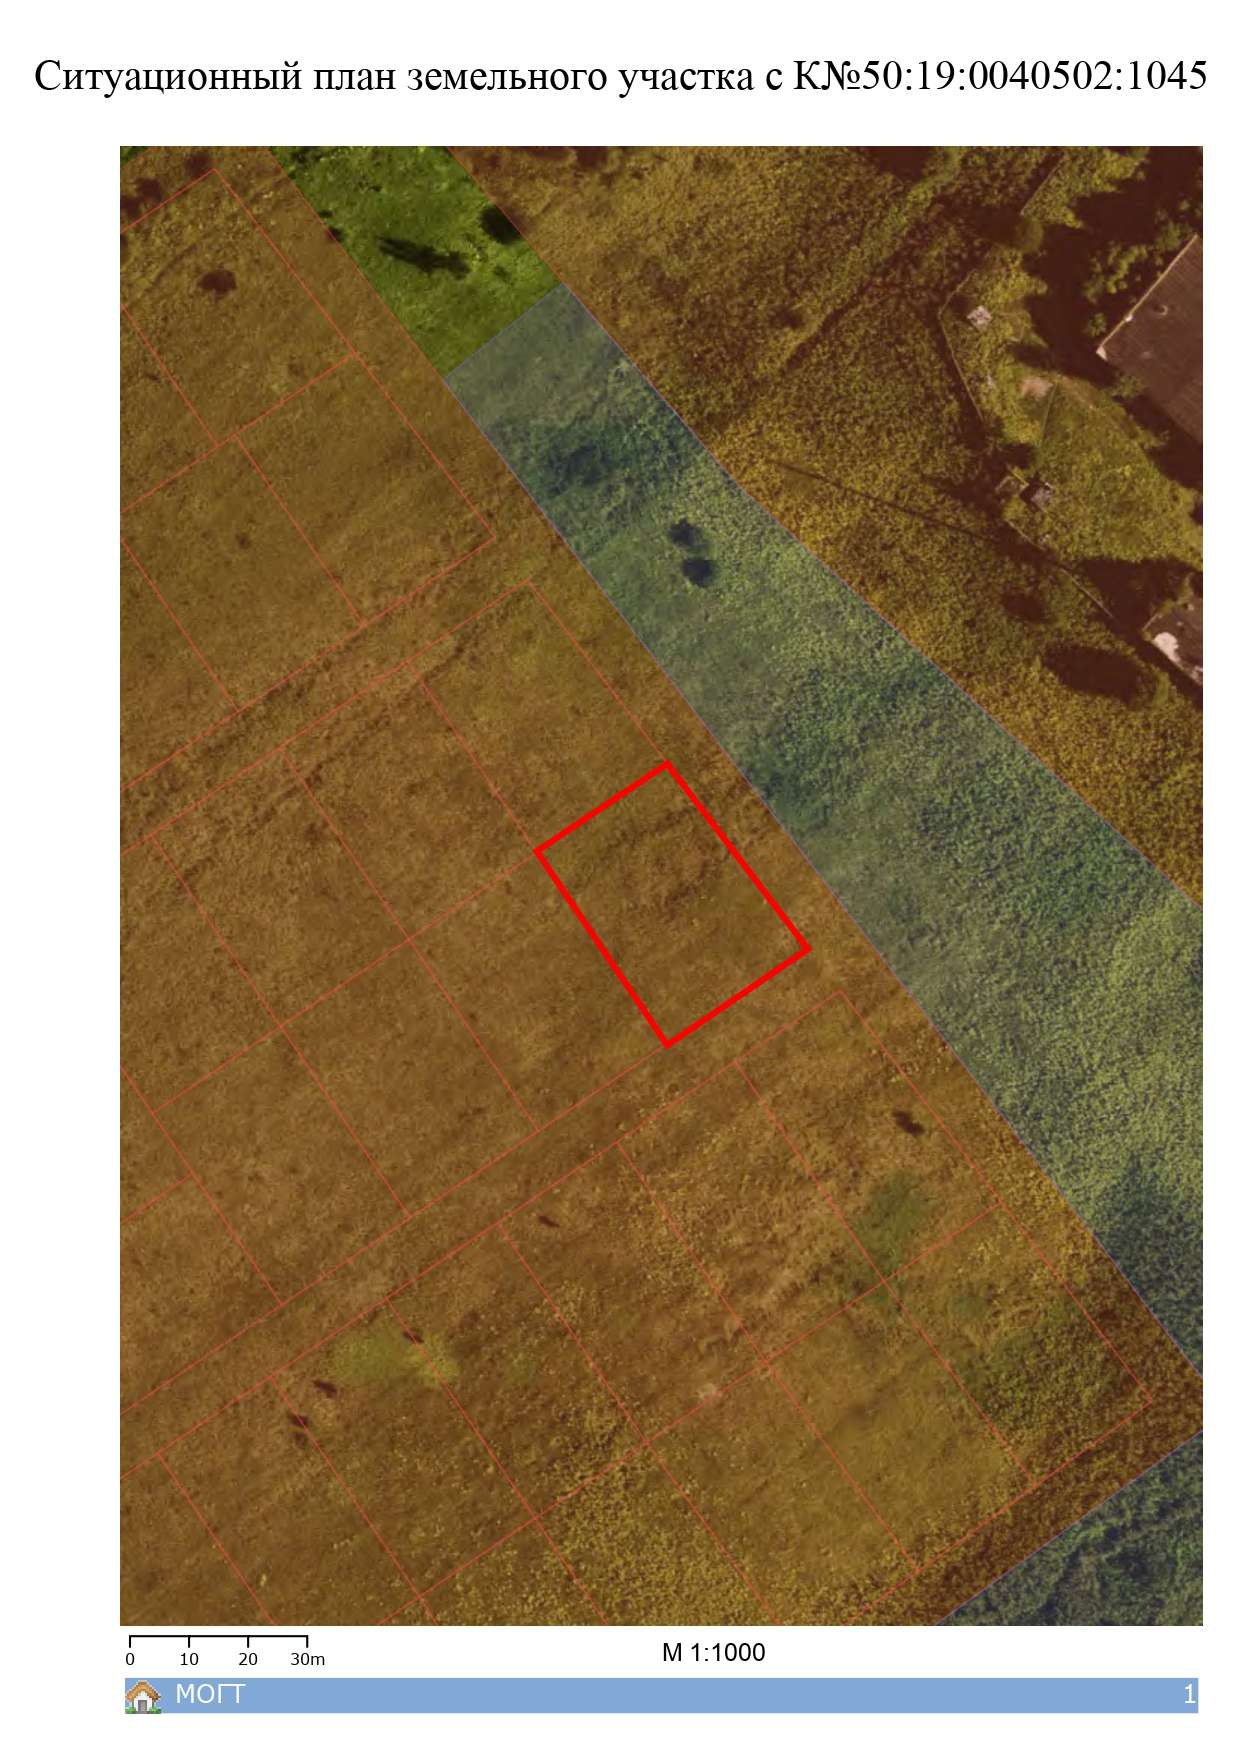 Ситуационный план земельного участка с К№50:19:0040502:1045
0 10 20 30m
М 1:1000
МОГТ 1